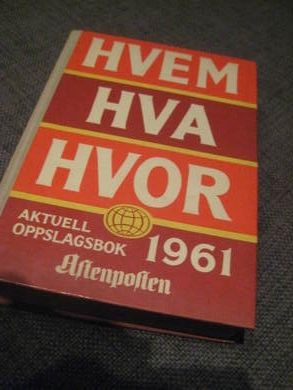 HVEM
HVA
HVOR
AKTUELL
OPPSLAGSBOK 1961
Aftenposten